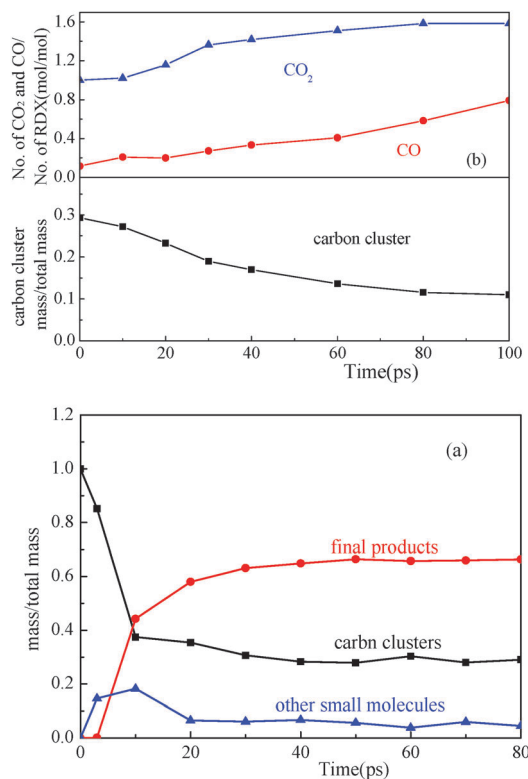 No. of CO₂ and CO/
No. of RDX(mol/mol)
1.6
1.2
0.8
0.4
0.0
CO₂
CO
(b)
carbon cluster
mass/total mass
0.3
0.2
0.1
0.0
carbon cluster
0
20
40
60
80
100
Time(ps)
mass/total mass
1.2
1.0
0.8
0.6
0.4
0.2
0.0
(a)
final products
carbn clusters
other small molecules
0
20
40
60
80
Time(ps)